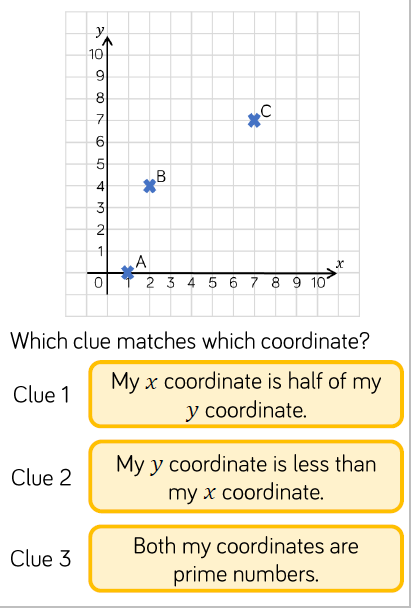 y
10
9
8
7
C
6
5
4
B
3
2
1
A
x
0 1 2 3 4 5 6 7 8 9 10
Which clue matches which coordinate?
Clue 1
My x coordinate is half of my
y coordinate.
Clue 2
My y coordinate is less than
my x coordinate.
Clue 3
Both my coordinates are
prime numbers.